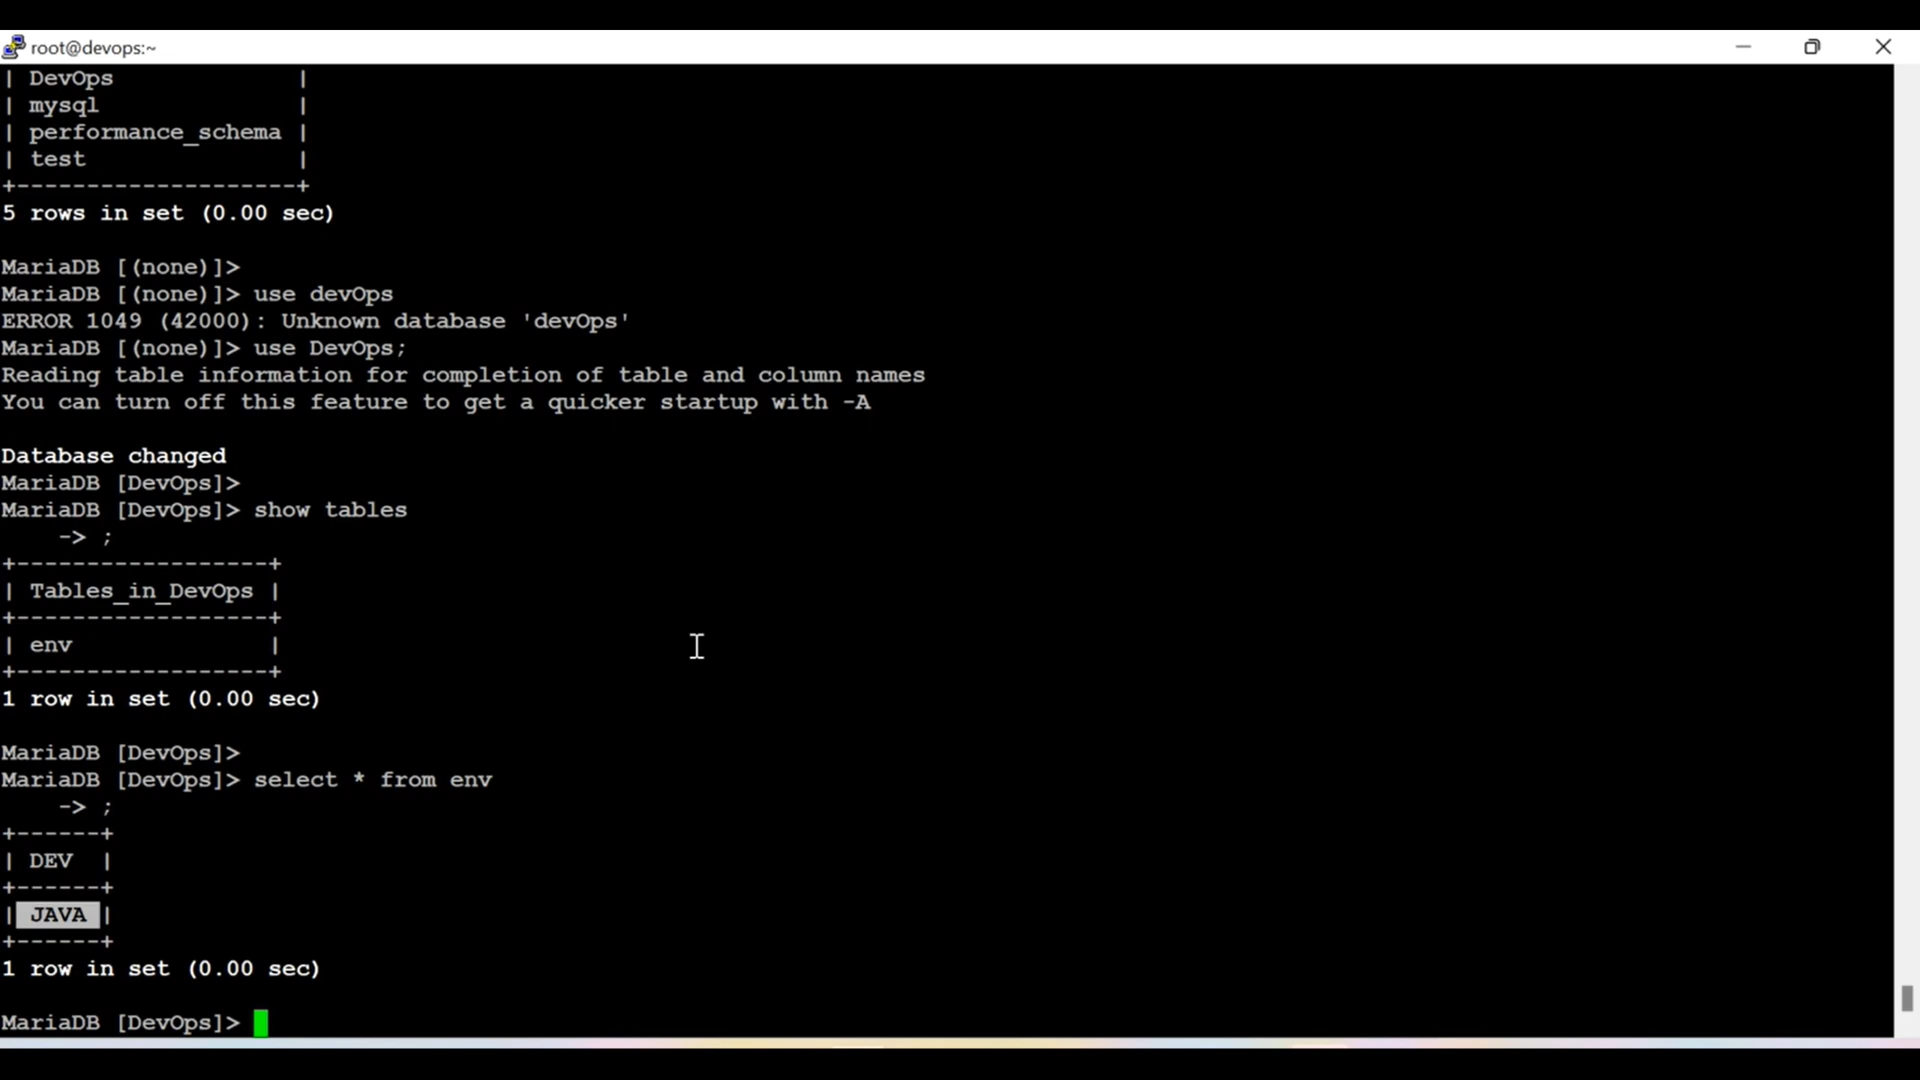 root@devops:~
| DevOps             |
| mysql              |
| performance_schema |
| test               |
+--------------------+
5 rows in set (0.00 sec)
MariaDB [(none)]>
MariaDB [(none)]> use devOps
ERROR 1049 (42000): Unknown database 'devOps'
MariaDB [(none)]> use DevOps;
Reading table information for completion of table and column names
You can turn off this feature to get a quicker startup with -A
Database changed
MariaDB [DevOps]>
MariaDB [DevOps]> show tables
    -> ;
+------------------+
| Tables_in_DevOps |
+------------------+
| env              |
+------------------+
1 row in set (0.00 sec)
MariaDB [DevOps]>
MariaDB [DevOps]> select * from env
    -> ;
+------+
| DEV  |
+------+
| JAVA |
+------+
1 row in set (0.00 sec)
MariaDB [DevOps]>